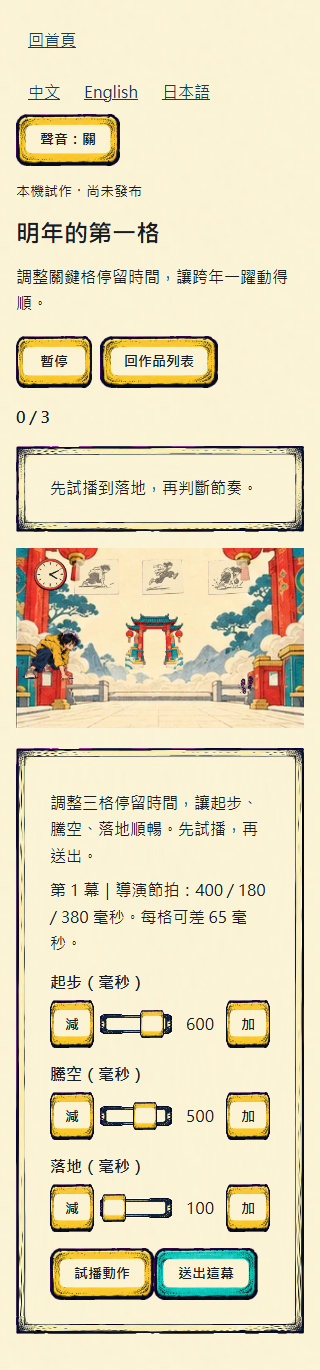 回首頁
中文 English 日本語
聲音：關
本機試作・尚未發布
明年的第一格
調整關鍵格停留時間，讓跨年一躍動得
順。
暫停 回作品列表
0 / 3
先試播到落地，再判斷節奏。
調整三格停留時間，讓起步、
騰空、落地順暢。先試播，再
送出。
第 1 幕｜導演節拍：400 / 180
/ 380 毫秒。每格可差 65 毫
秒。
起步（毫秒）
減 600 加
騰空（毫秒）
減 500 加
落地（毫秒）
減 100 加
試播動作 送出這幕